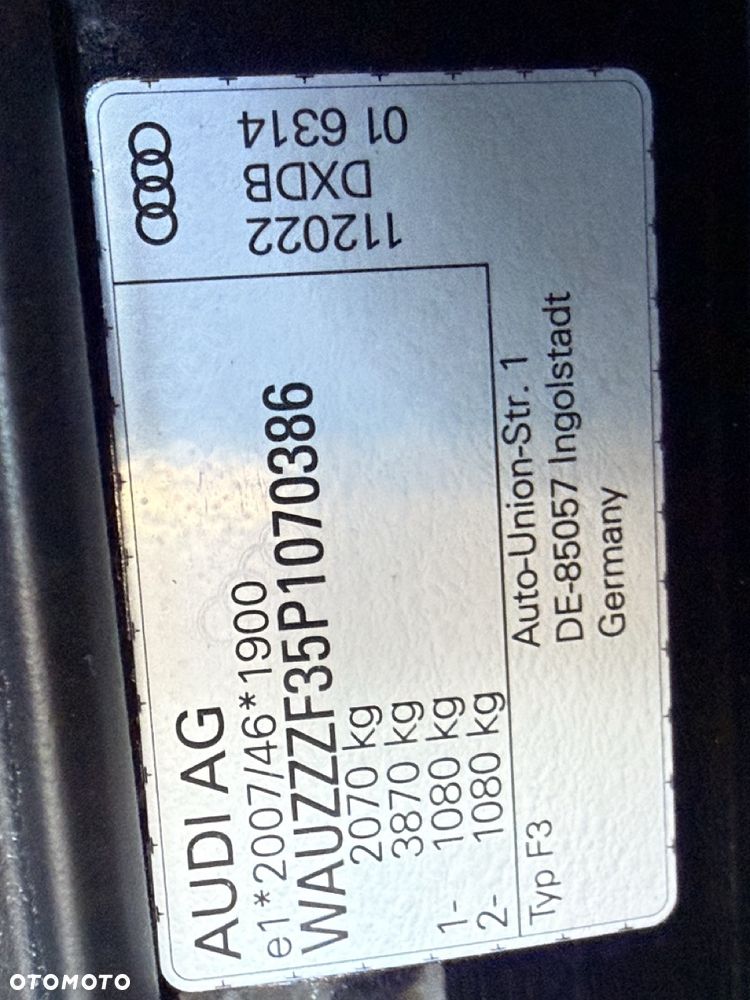 AUDI AG
e1*2007/46*1900
WAUZZZF35P1070386
2070 kg
3870 kg
1- 1080 kg
2- 1080 kg
Typ F3
Auto-Union-Str. 1
DE-85057 Ingolstadt
Germany
01 6314
DXDB
112022
OTOMOTO